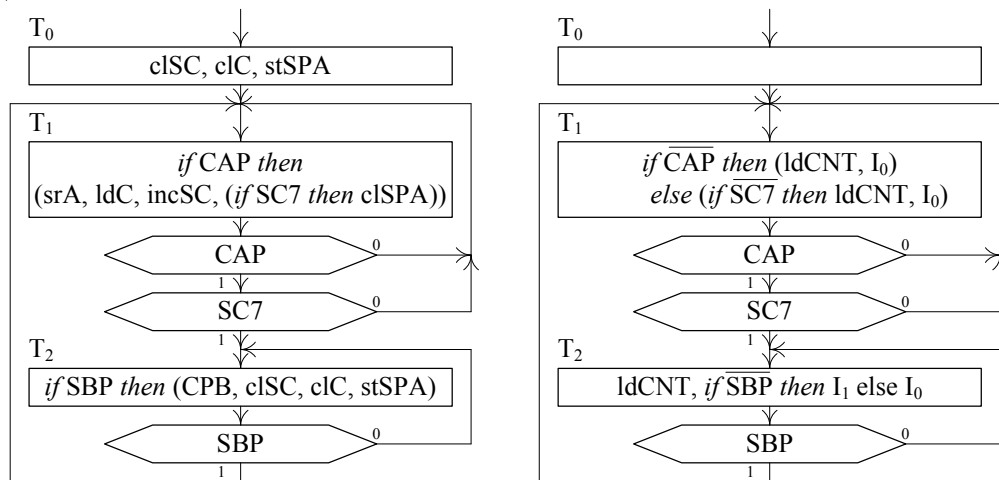 T₀
clSC, clC, stSPA
T₁
if CAP then
(srA, ldC, incSC, (if SC7 then clSPA))
CAP
0
1
SC7
0
1
T₂
if SBP then (CPB, clSC, clC, stSPA)
SBP
0
1
T₀
T₁
if C̅A̅P̅ then (ldCNT, I₀)
else (if S̅C̅7̅ then ldCNT, I₀)
CAP
0
1
SC7
0
1
T₂
ldCNT, if S̅B̅P̅ then I₁ else I₀
SBP
0
1